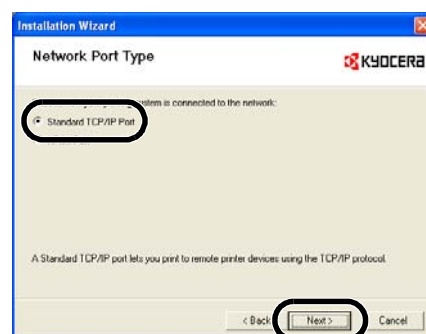 Installation Wizard
Network Port Type
KYOCERA
system is connected to the network:
Standard TCP/IP Port
A Standard TCP/IP port lets you print to remote printer devices using the TCP/IP protocol.
< Back
Next >
Cancel